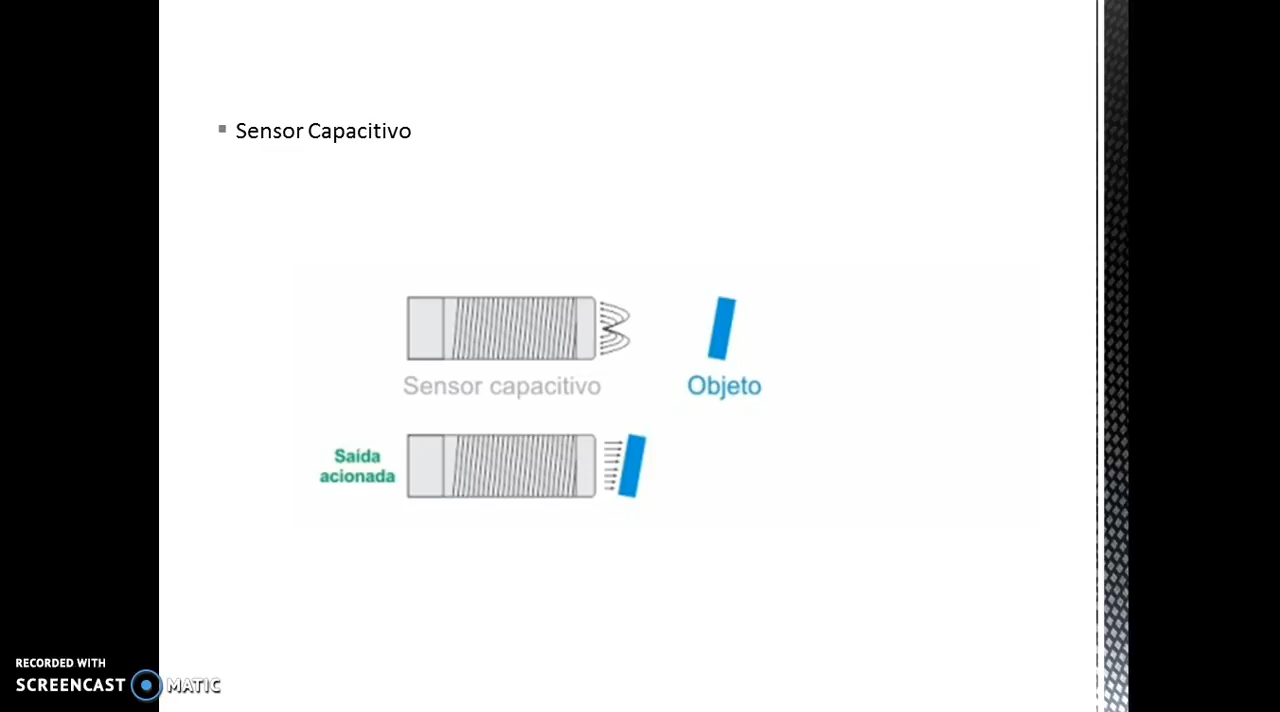 Sensor Capacitivo
Sensor capacitivo
Objeto
Saída
acionada
RECORDED WITH
SCREENCAST MATIC